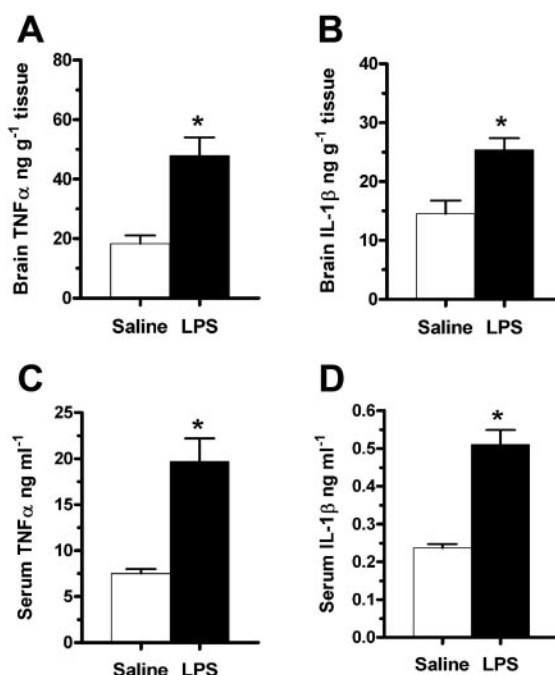 A
Brain TNFα ng g⁻¹ tissue
80
60
40
20
0
*
Saline LPS
B
Brain IL-1β ng g⁻¹ tissue
40
30
20
10
0
*
Saline LPS
C
Serum TNFα ng ml⁻¹
25
20
15
10
5
0
*
Saline LPS
D
Serum IL-1β ng ml⁻¹
0.6
0.5
0.4
0.3
0.2
0.1
0.0
*
Saline LPS